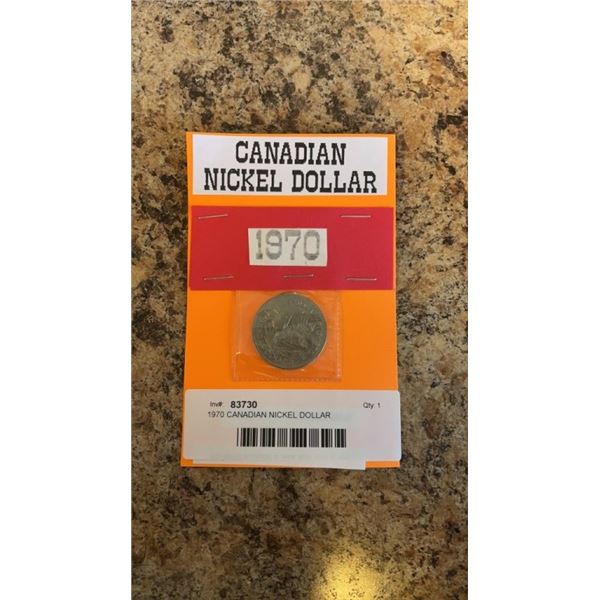 CANADIAN
NICKEL DOLLAR
1970
Inv#: 83730 Qty: 1
1970 CANADIAN NICKEL DOLLAR